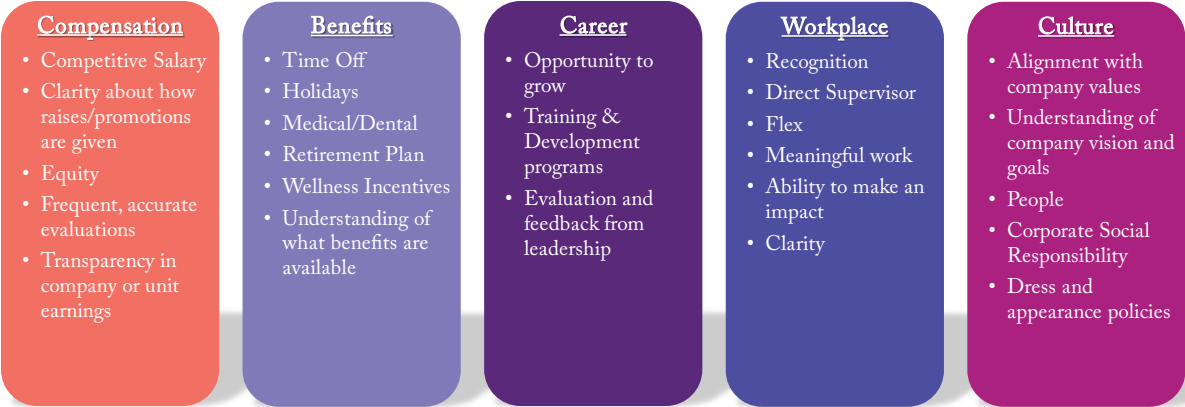 Compensation
• Competitive Salary
• Clarity about how
raises/promotions
are given
• Equity
• Frequent, accurate
evaluations
• Transparency in
company or unit
earnings
Benefits
• Time Off
• Holidays
• Medical/Dental
• Retirement Plan
• Wellness Incentives
• Understanding of
what benefits are
available
Career
• Opportunity to
grow
• Training &
Development
programs
• Evaluation and
feedback from
leadership
Workplace
• Recognition
• Direct Supervisor
• Flex
• Meaningful work
• Ability to make an
impact
• Clarity
Culture
• Alignment with
company values
• Understanding of
company vision and
goals
• People
• Corporate Social
Responsibility
• Dress and
appearance policies